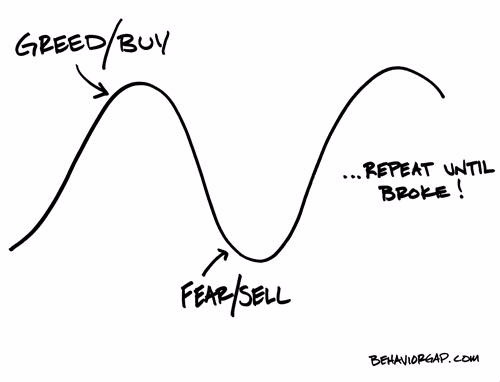 GREED/BUY
...REPEAT UNTIL
BROKE!
FEAR/SELL
BEHAVIORGAP.COM